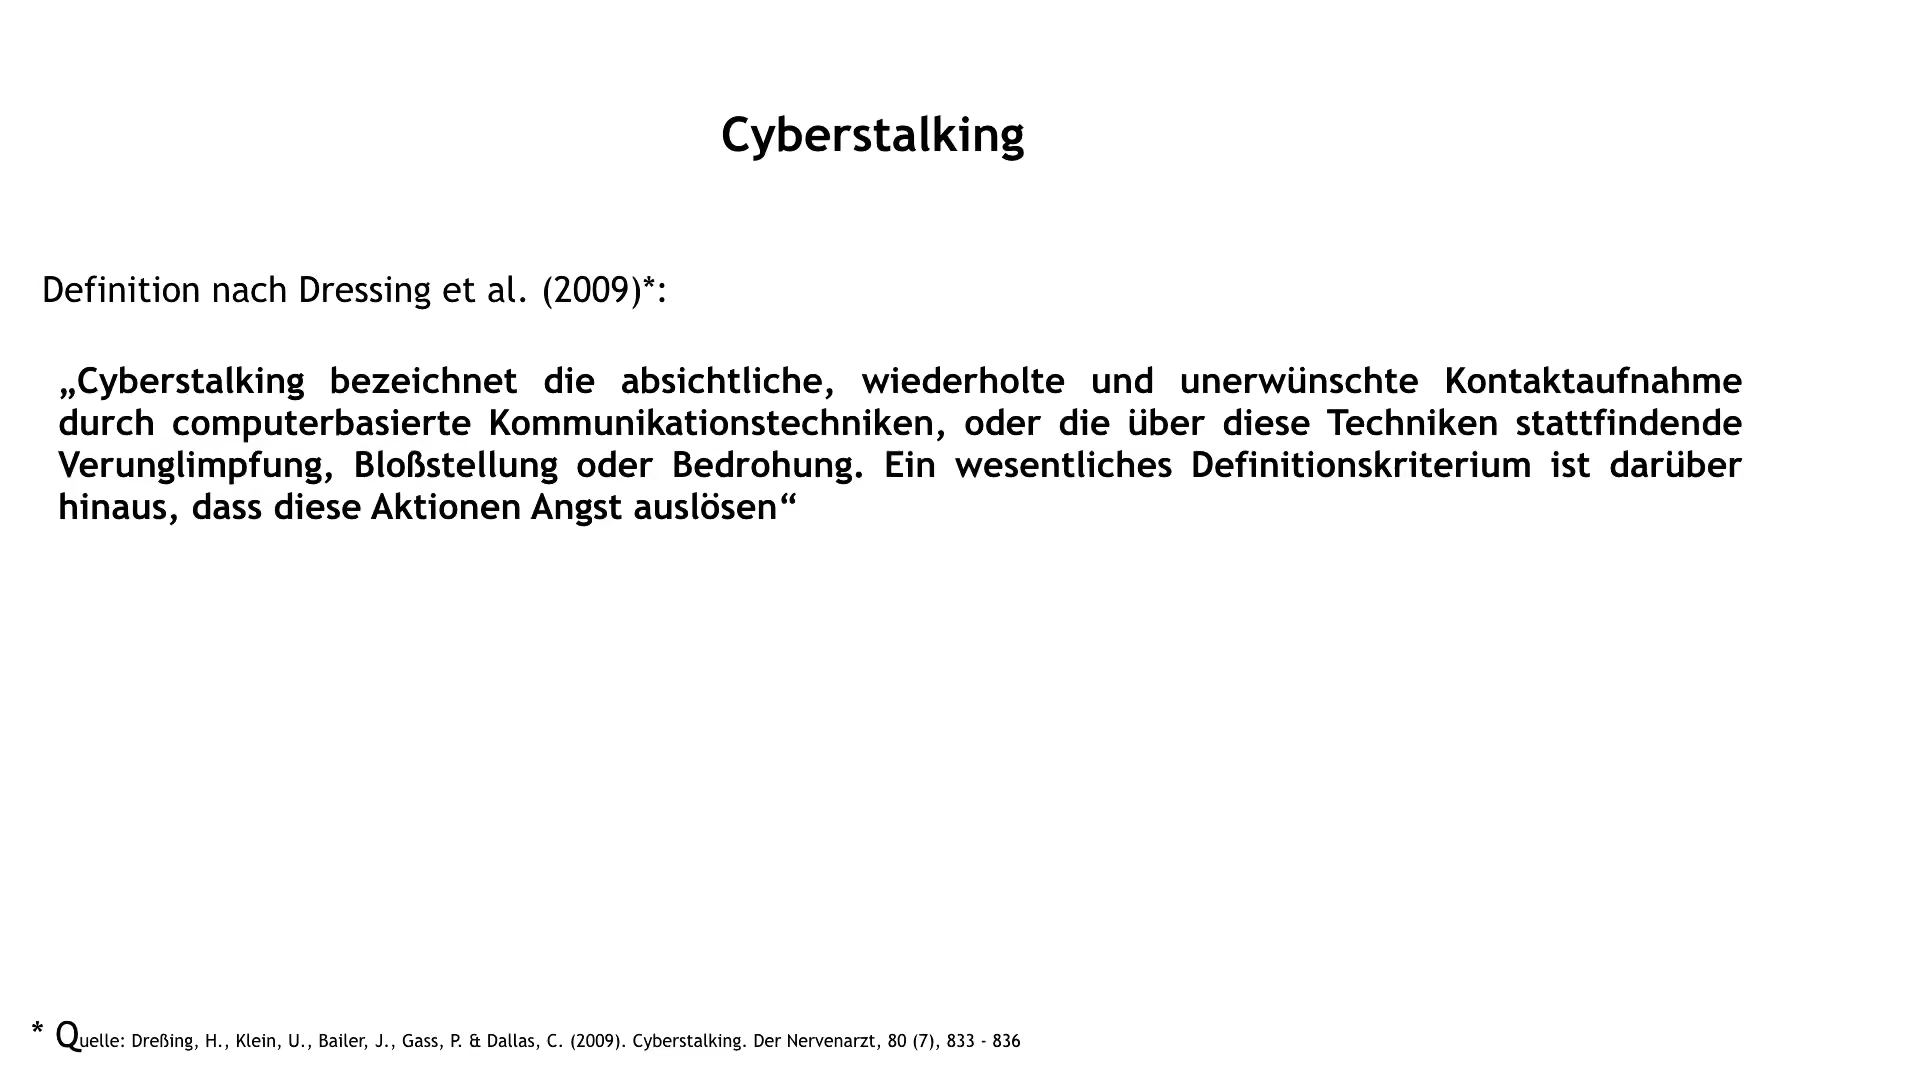 Cyberstalking
Definition nach Dressing et al. (2009)*:
„Cyberstalking bezeichnet die absichtliche, wiederholte und unerwünschte Kontaktaufnahme
durch computerbasierte Kommunikationstechniken, oder die über diese Techniken stattfindende
Verunglimpfung, Bloßstellung oder Bedrohung. Ein wesentliches Definitionskriterium ist darüber
hinaus, dass diese Aktionen Angst auslösen“
* Quelle: Dreßing, H., Klein, U., Bailer, J., Gass, P. & Dallas, C. (2009). Cyberstalking. Der Nervenarzt, 80 (7), 833 - 836